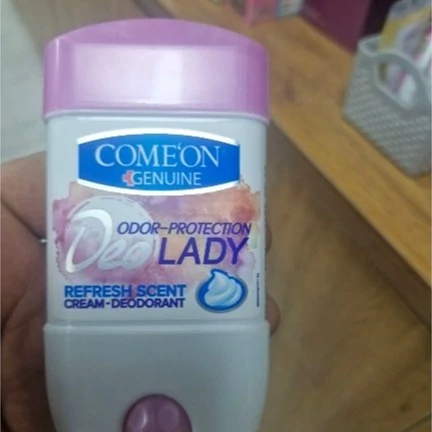 COME'ON
GENUINE
ODOR-PROTECTION
Deo LADY
REFRESH SCENT
CREAM-DEODORANT